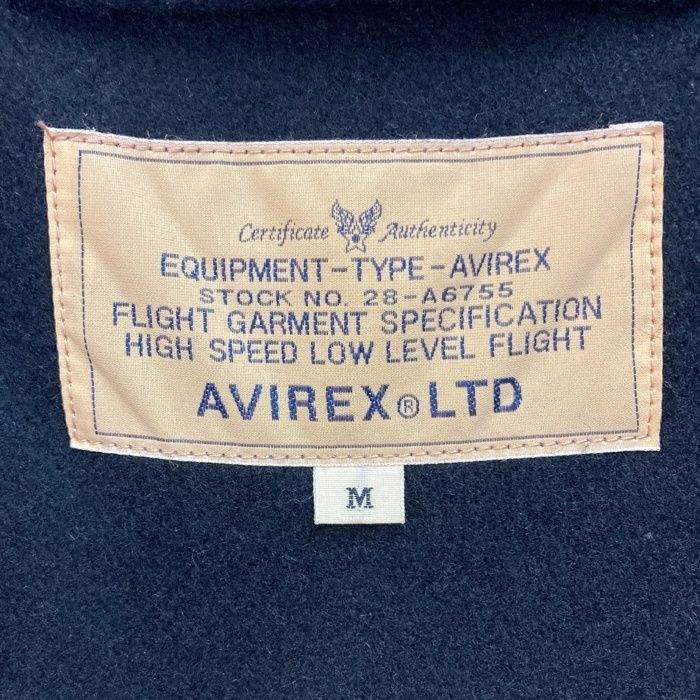 Certificate Authenticity
EQUIPMENT-TYPE-AVIREX
STOCK NO. 28-A6755
FLIGHT GARMENT SPECIFICATION
HIGH SPEED LOW LEVEL FLIGHT
AVIREX® LTD
M